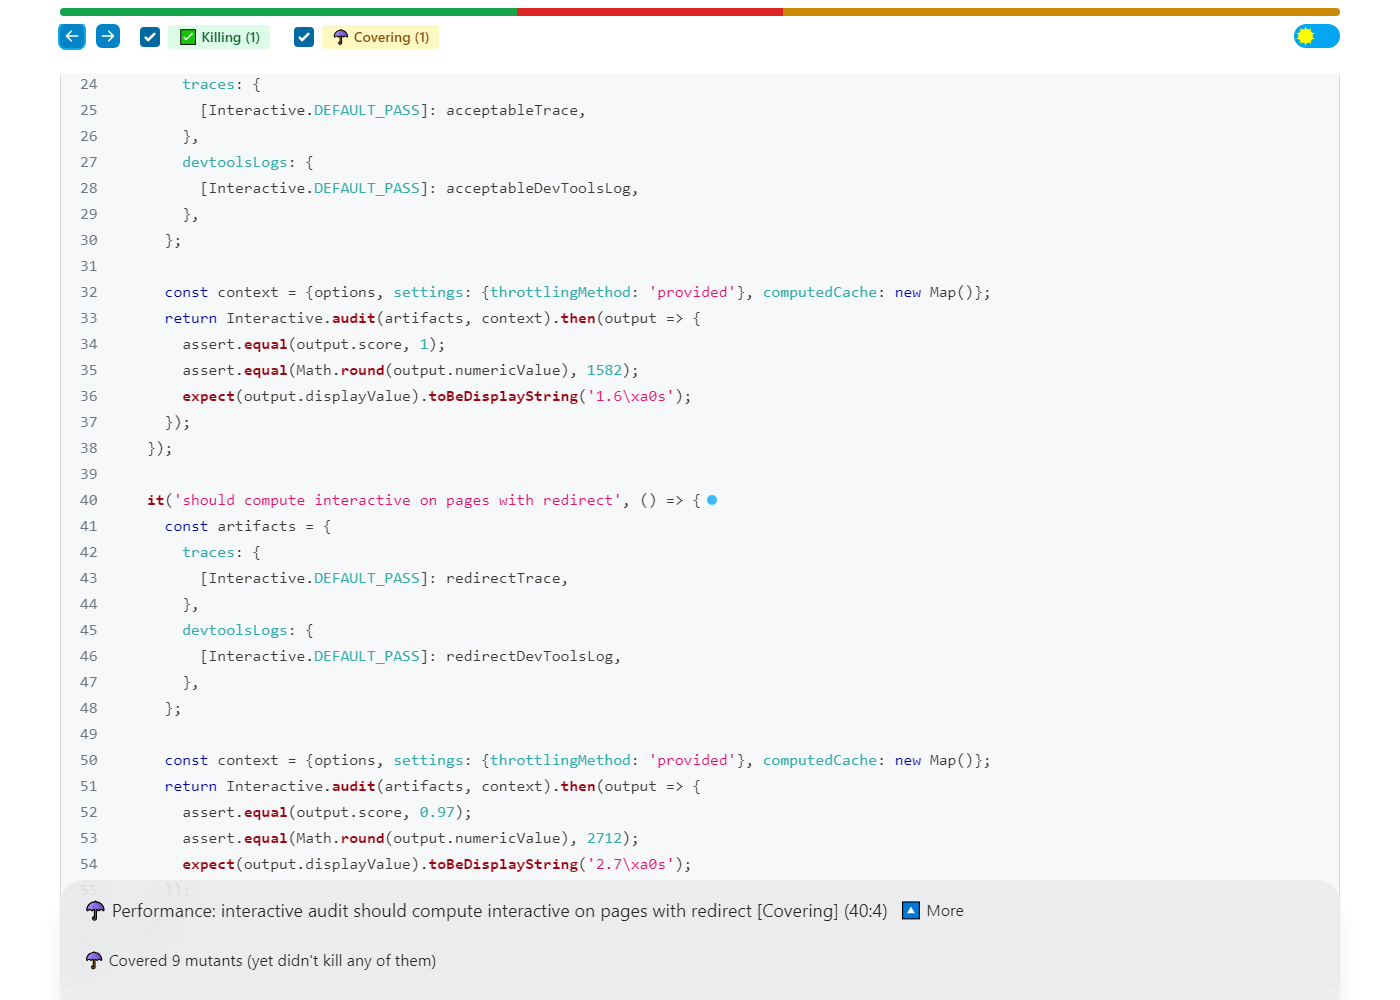 Killing (1) Covering (1)
24 traces: {
25 [Interactive.DEFAULT_PASS]: acceptableTrace,
26 },
27 devtoolsLogs: {
28 [Interactive.DEFAULT_PASS]: acceptableDevToolsLog,
29 },
30 };
31
32 const context = {options, settings: {throttlingMethod: 'provided'}, computedCache: new Map()};
33 return Interactive.audit(artifacts, context).then(output => {
34 assert.equal(output.score, 1);
35 assert.equal(Math.round(output.numericValue), 1582);
36 expect(output.displayValue).toBeDisplayString('1.6\xa0s');
37 });
38 });
39
40 it('should compute interactive on pages with redirect', () => {
41 const artifacts = {
42 traces: {
43 [Interactive.DEFAULT_PASS]: redirectTrace,
44 },
45 devtoolsLogs: {
46 [Interactive.DEFAULT_PASS]: redirectDevToolsLog,
47 },
48 };
49
50 const context = {options, settings: {throttlingMethod: 'provided'}, computedCache: new Map()};
51 return Interactive.audit(artifacts, context).then(output => {
52 assert.equal(output.score, 0.97);
53 assert.equal(Math.round(output.numericValue), 2712);
54 expect(output.displayValue).toBeDisplayString('2.7\xa0s');
55 });
Performance: interactive audit should compute interactive on pages with redirect [Covering] (40:4) More
Covered 9 mutants (yet didn't kill any of them)